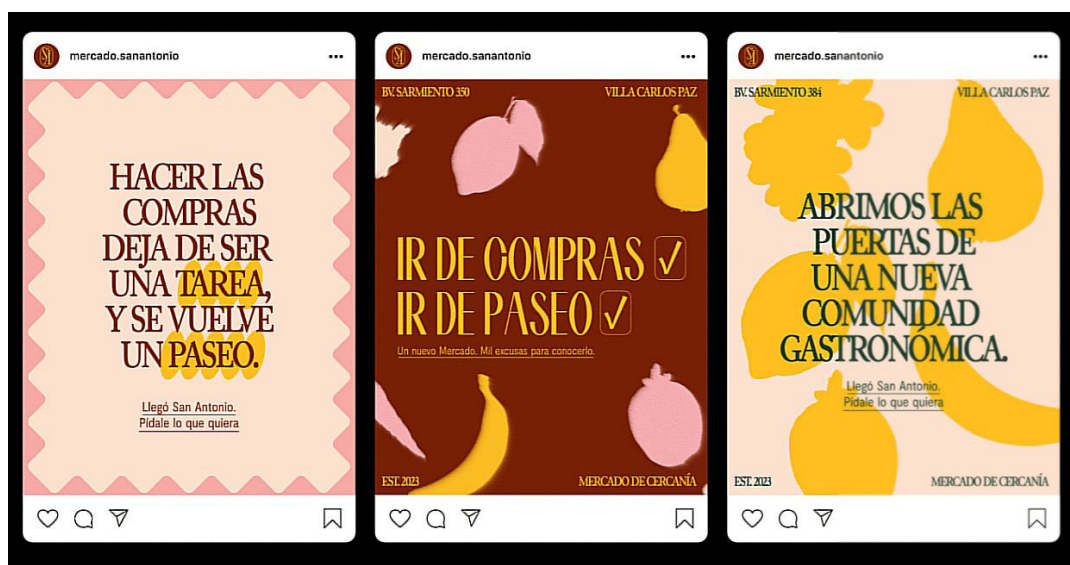 mercado.sanantonio
HACER LAS
COMPRAS
DEJA DE SER
UNA TAREA,
Y SE VUELVE
UN PASEO.
Llegó San Antonio.
Pídale lo que quiera
mercado.sanantonio
BV. SARMIENTO 350
VILLA CARLOS PAZ
IR DE COMPRAS ✓
IR DE PASEO ✓
Un nuevo Mercado. Mil excusas para conocerlo.
EST. 2023
MERCADO DE CERCANÍA
mercado.sanantonio
BV. SARMIENTO 384
VILLA CARLOS PAZ
ABRIMOS LAS
PUERTAS DE
UNA NUEVA
COMUNIDAD
GASTRONÓMICA.
Llegó San Antonio.
Pídale lo que quiera
EST. 2023
MERCADO DE CERCANÍA